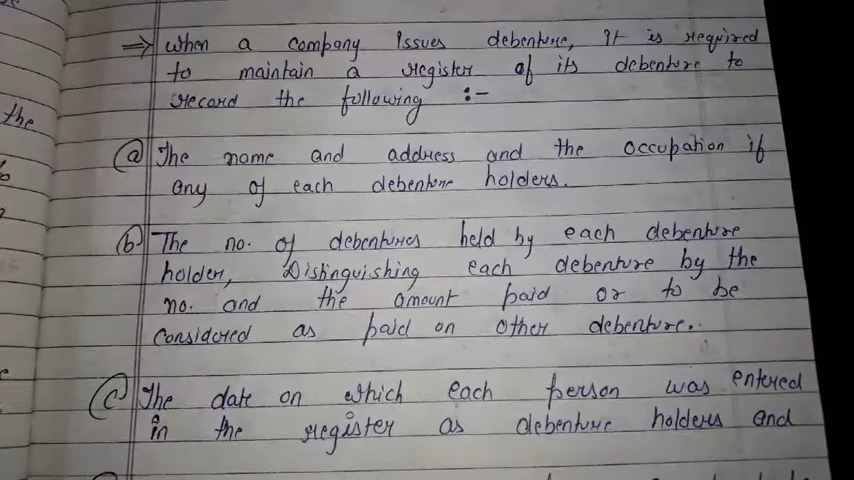 ⇒ When a company Issues debenture, It is required
to maintain a register of its debenture to
record the following :-
(a) The name and address and the occupation if
any of each debenture holders.
(b) The no. of debentures held by each debenture
holder, Distinguishing each debenture by the
no. and the amount paid or to be
considered as paid on other debenture..
(c) The date on which each person was entered
in the register as debenture holders and
the